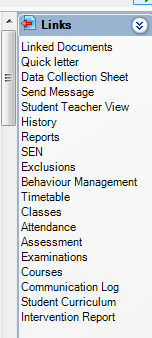 Links
Linked Documents
Quick letter
Data Collection Sheet
Send Message
Student Teacher View
History
Reports
SEN
Exclusions
Behaviour Management
Timetable
Classes
Attendance
Assessment
Examinations
Courses
Communication Log
Student Curriculum
Intervention Report